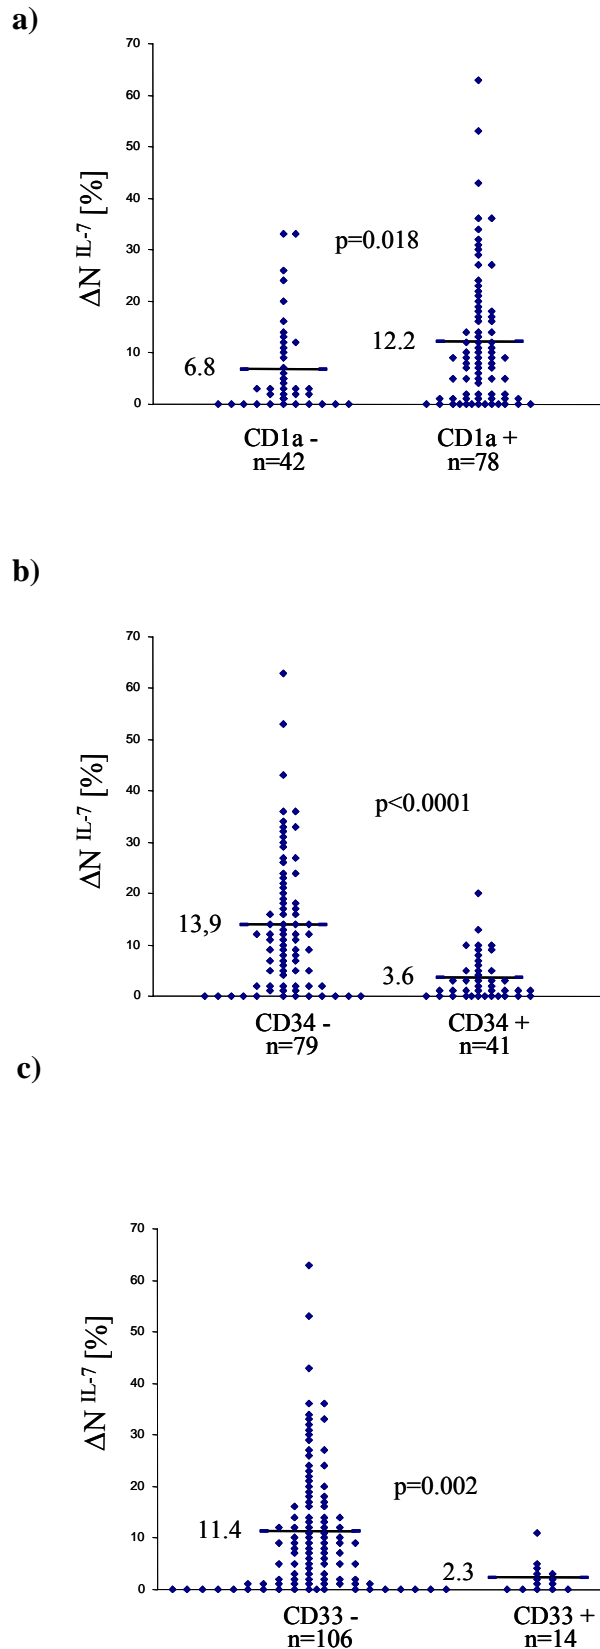 a)
70
60
50
40
30
20
10
0
ΔN IL-7 [%]
p=0.018
6.8
12.2
CD1a -
n=42
CD1a +
n=78
b)
70
60
50
40
30
20
10
0
ΔN IL-7 [%]
p<0.0001
13,9
3.6
CD34 -
n=79
CD34 +
n=41
c)
70
60
50
40
30
20
10
0
ΔN IL-7 [%]
p=0.002
11.4
2.3
CD33 -
n=106
CD33 +
n=14